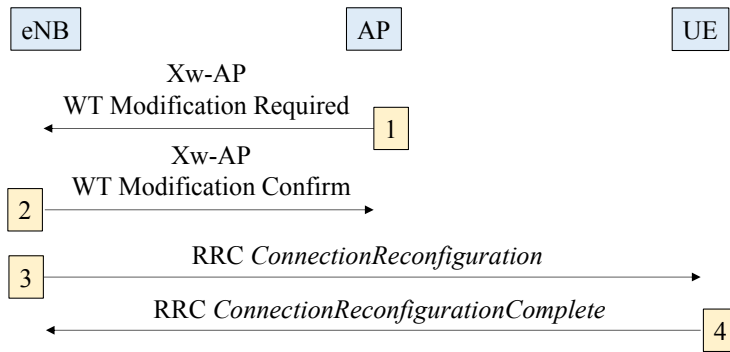 eNB AP UE
Xw-AP
WT Modification Required
1
Xw-AP
WT Modification Confirm
2
3
RRC ConnectionReconfiguration
RRC ConnectionReconfigurationComplete
4